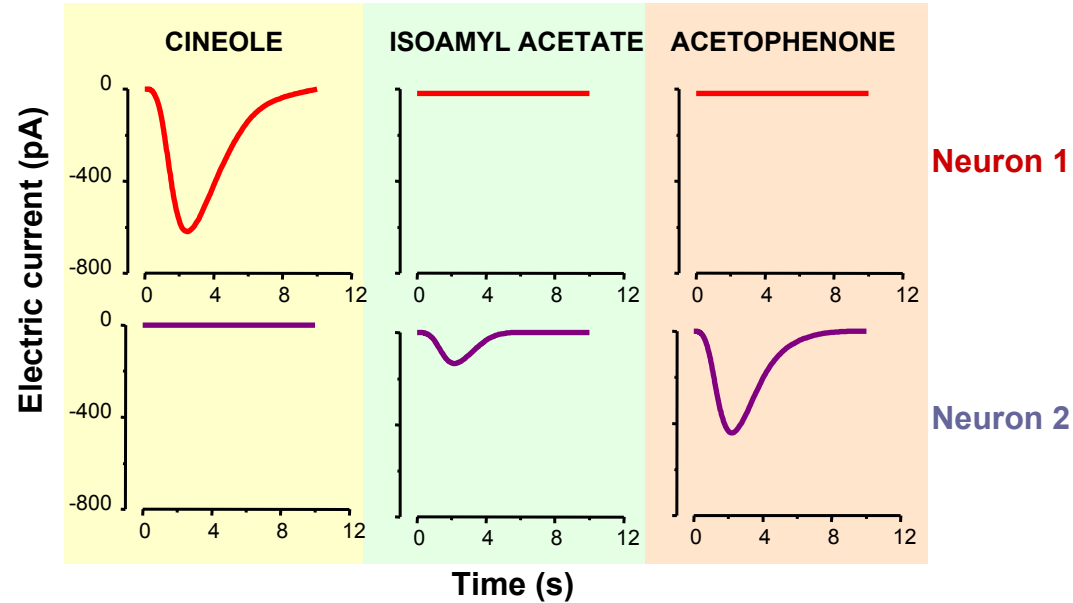 CINEOLE
ISOAMYL ACETATE
ACETOPHENONE
Electric current (pA)
0
-400
-800
0 4 8 12
0 4 8 12
0 4 8 12
Neuron 1
0
-400
-800
0 4 8 12
0 4 8 12
0 4 8 12
Neuron 2
Time (s)